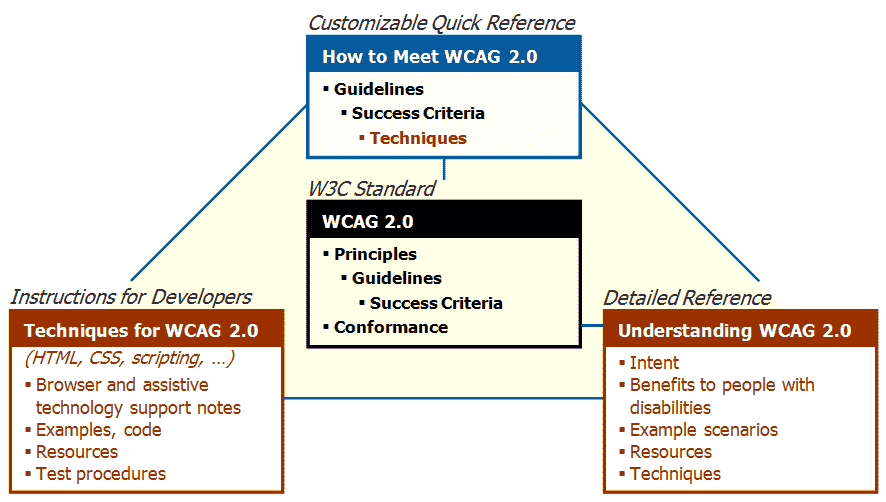 Customizable Quick Reference
How to Meet WCAG 2.0
▪ Guidelines
▪ Success Criteria
▪ Techniques
W3C Standard
WCAG 2.0
▪ Principles
▪ Guidelines
▪ Success Criteria
▪ Conformance
Instructions for Developers
Techniques for WCAG 2.0
(HTML, CSS, scripting, ...)
▪ Browser and assistive
technology support notes
▪ Examples, code
▪ Resources
▪ Test procedures
Detailed Reference
Understanding WCAG 2.0
▪ Intent
▪ Benefits to people with
disabilities
▪ Example scenarios
▪ Resources
▪ Techniques